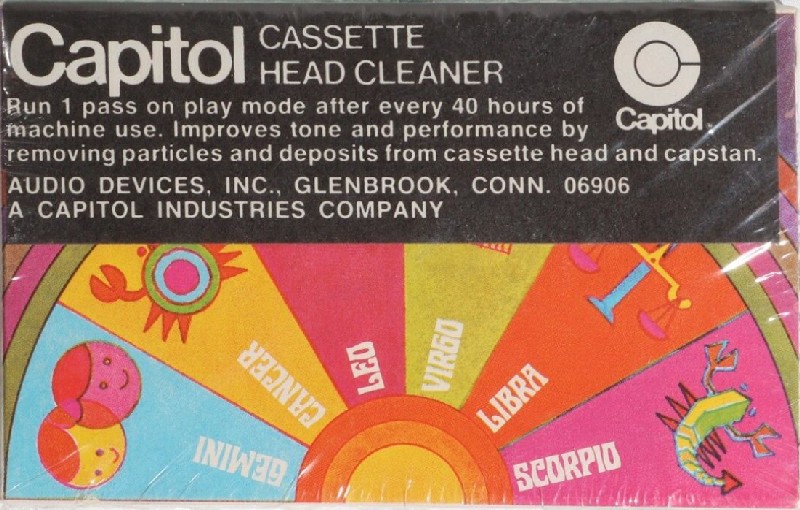 Capitol CASSETTE
HEAD CLEANER
Capitol
Run 1 pass on play mode after every 40 hours of
machine use. Improves tone and performance by
removing particles and deposits from cassette head and capstan.
AUDIO DEVICES, INC., GLENBROOK, CONN. 06906
A CAPITOL INDUSTRIES COMPANY
GEMINI
CANCER
LEO
VIRGO
LIBRA
SCORPIO